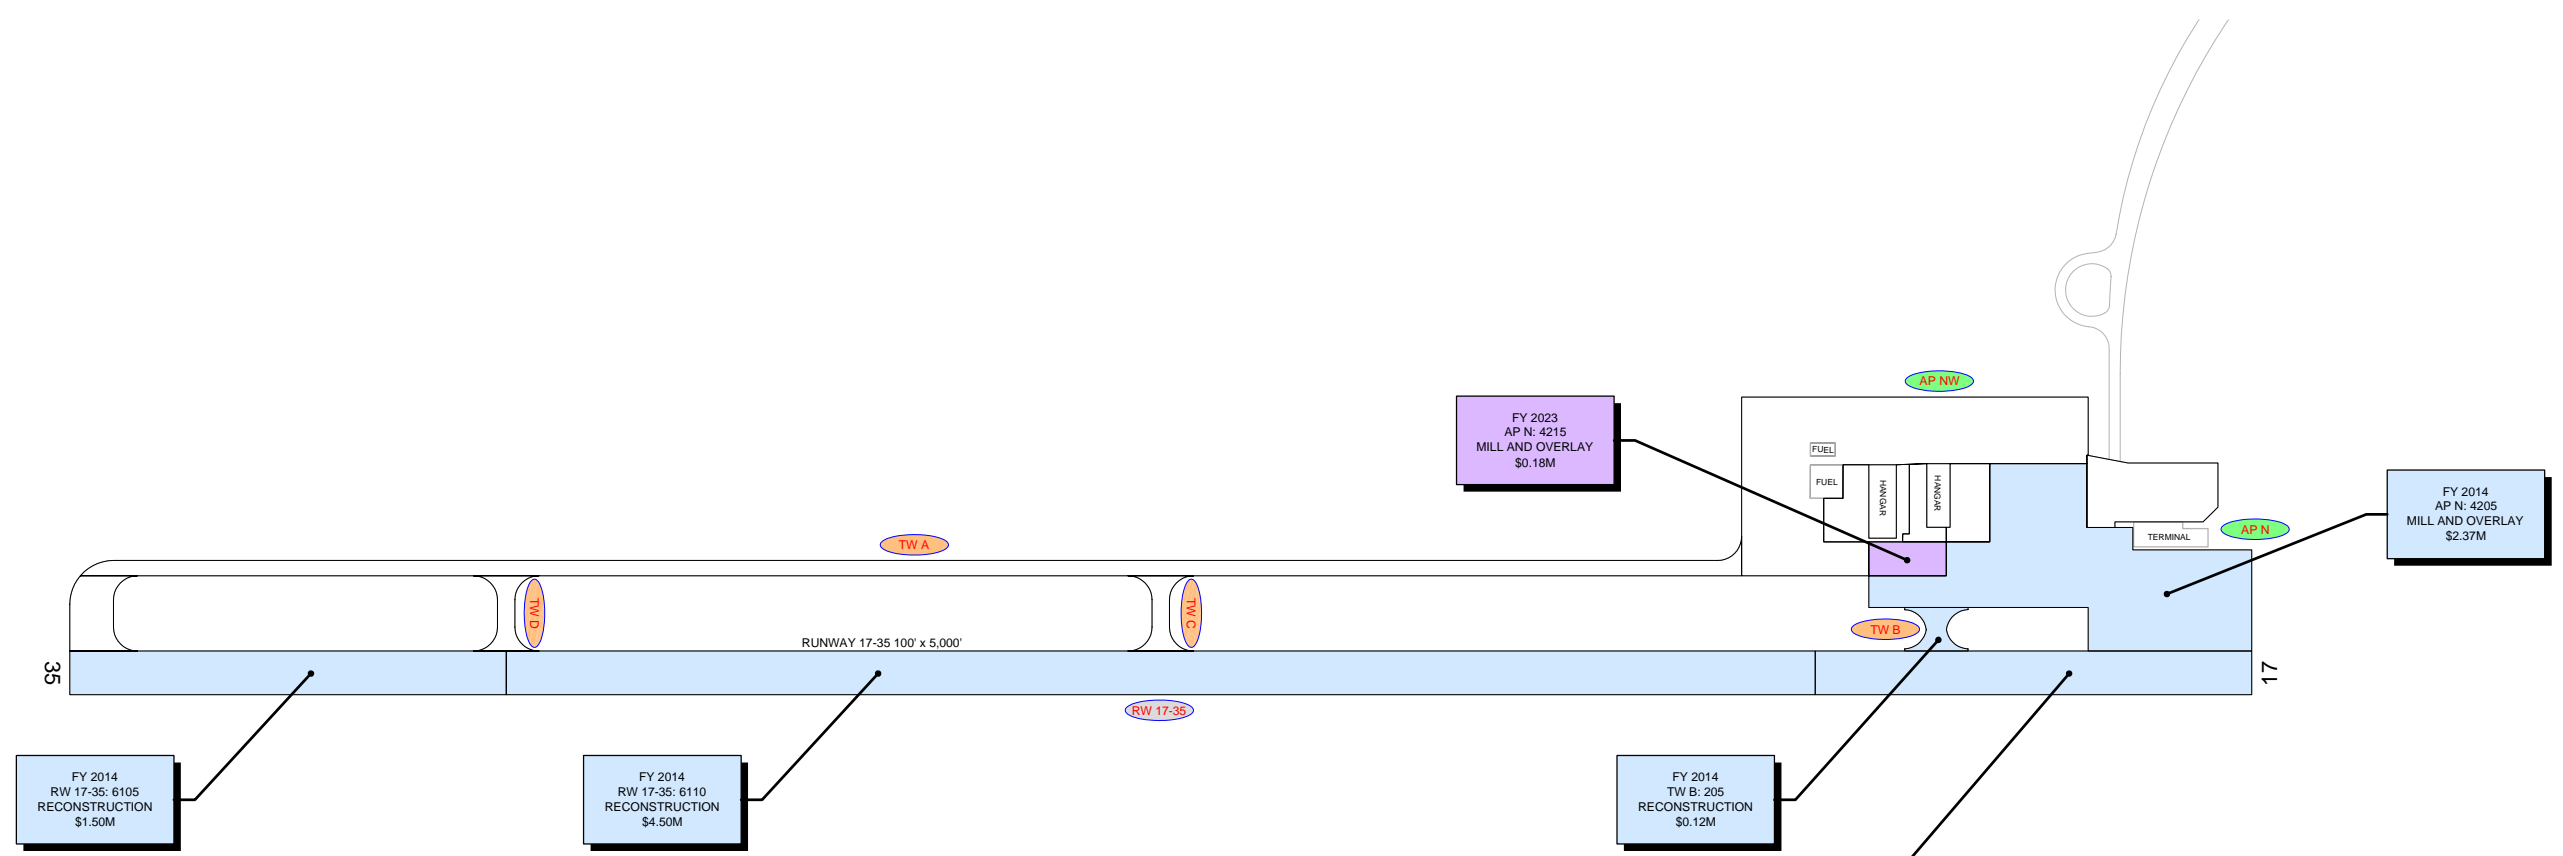 AP NW
FY 2023
AP N: 4215
MILL AND OVERLAY
$0.18M
FUEL
FUEL
HANGAR
HANGAR
FY 2014
AP N: 4205
MILL AND OVERLAY
$2.37M
AP N
TERMINAL
TW A
TW D
TW C
TW B
RUNWAY 17-35 100' x 5,000'
35
17
RW 17-35
FY 2014
RW 17-35: 6105
RECONSTRUCTION
$1.50M
FY 2014
RW 17-35: 6110
RECONSTRUCTION
$4.50M
FY 2014
TW B: 205
RECONSTRUCTION
$0.12M